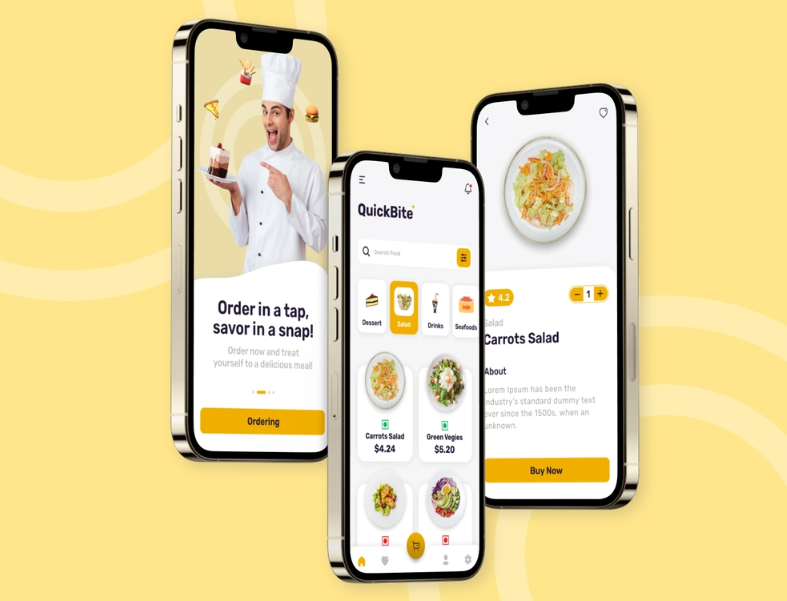 Order in a tap,
savor in a snap!
Order now and treat
yourself to a delicious meal!
Ordering
QuickBite
Search Food
Dessert
Salad
Drinks
Seafoods
Carrots Salad
$4.24
Green Vegies
$5.20
4.2
1
Salad
Carrots Salad
About
Lorem Ipsum has been the
industry's standard dummy text
ever since the 1500s, when an
unknown.
Buy Now